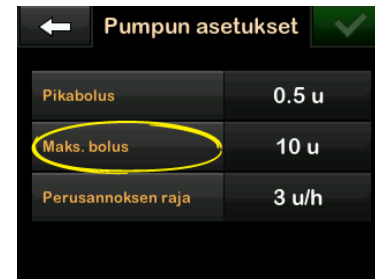 Pumpun asetukset
Pikabolus 0.5 u
Maks. bolus 10 u
Perusannoksen raja 3 u/h